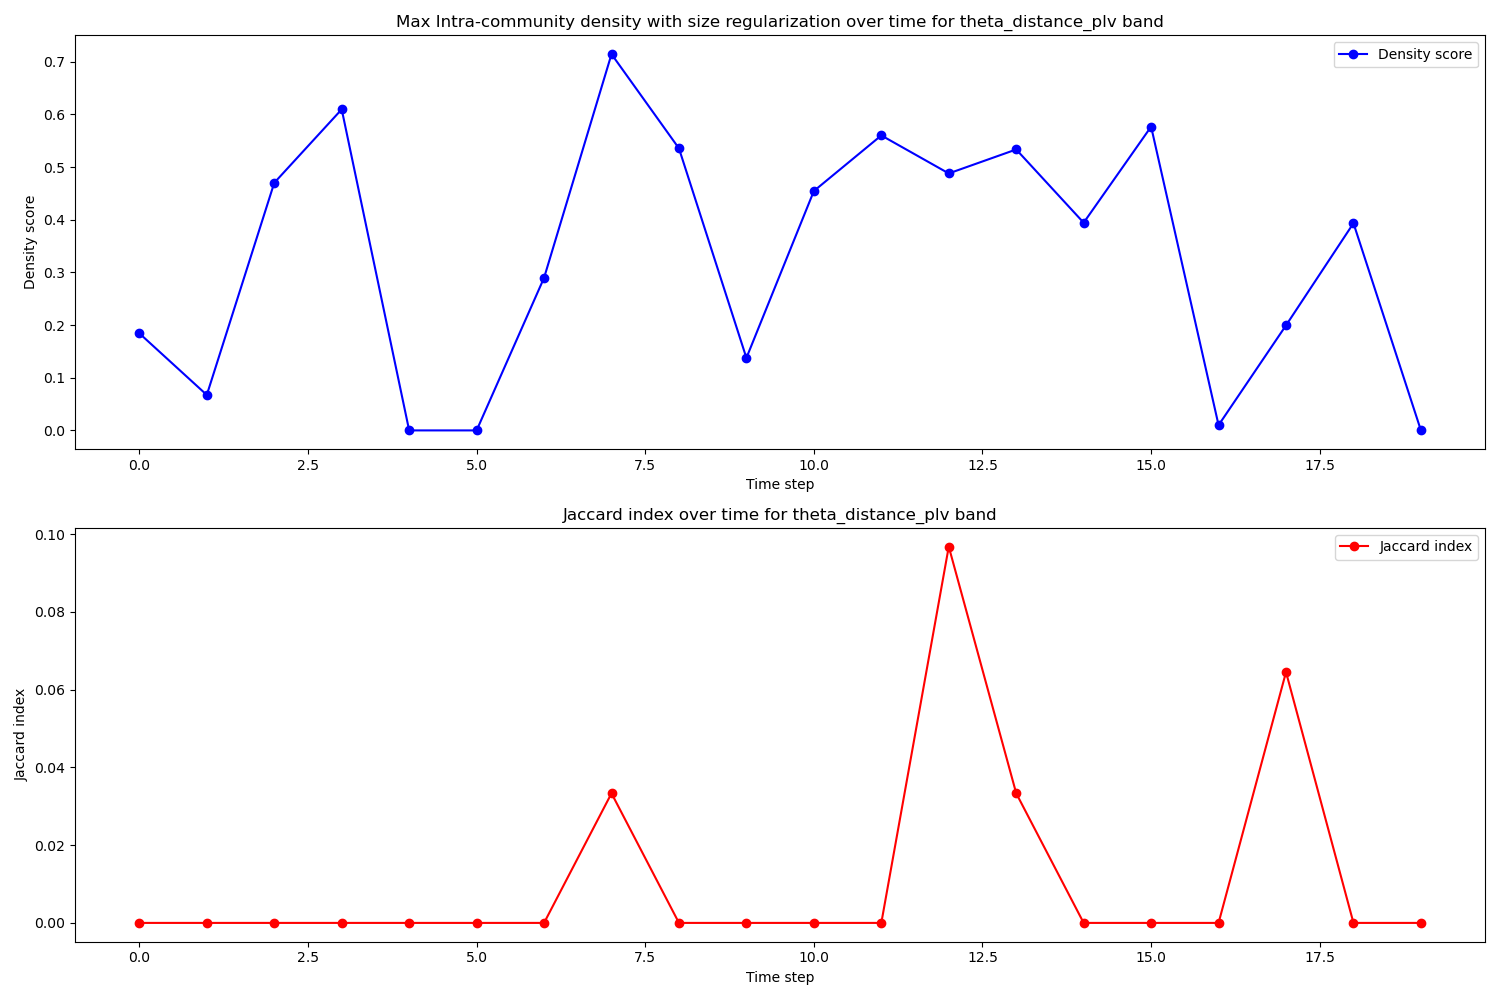 Max Intra-community density with size regularization over time for theta_distance_plv band
Density score
0.7
0.6
0.5
0.4
0.3
0.2
0.1
0.0
Density score
0.0 2.5 5.0 7.5 10.0 12.5 15.0 17.5
Time step
Jaccard index over time for theta_distance_plv band
Jaccard index
0.10
0.08
0.06
0.04
0.02
0.00
Jaccard index
0.0 2.5 5.0 7.5 10.0 12.5 15.0 17.5
Time step